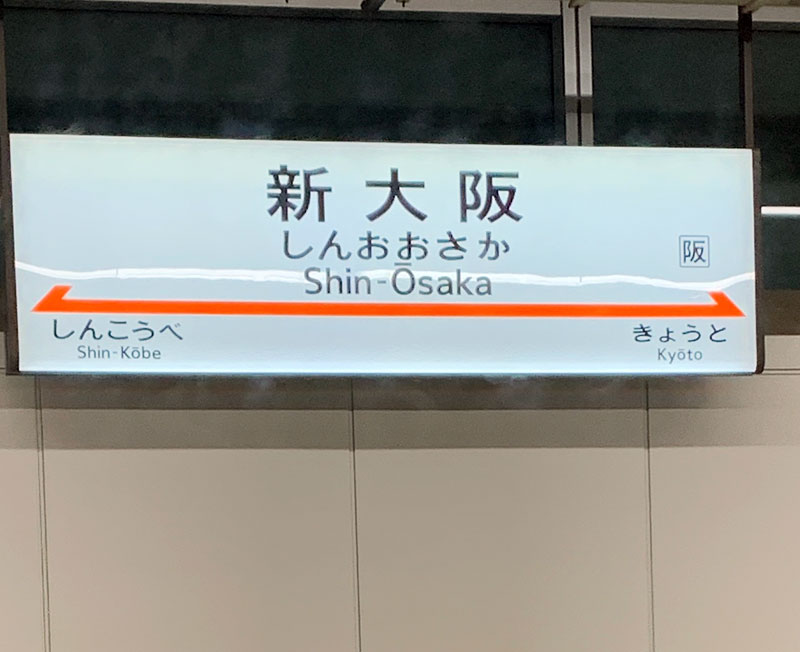 新大阪
しんおおさか
阪
Shin-Ōsaka
しんこうべ
Shin-Kōbe
きょうと
Kyōto